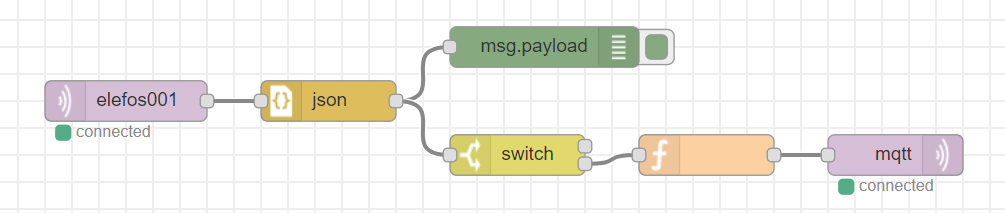 msg.payload
elefos001
json
connected
switch
mqtt
connected